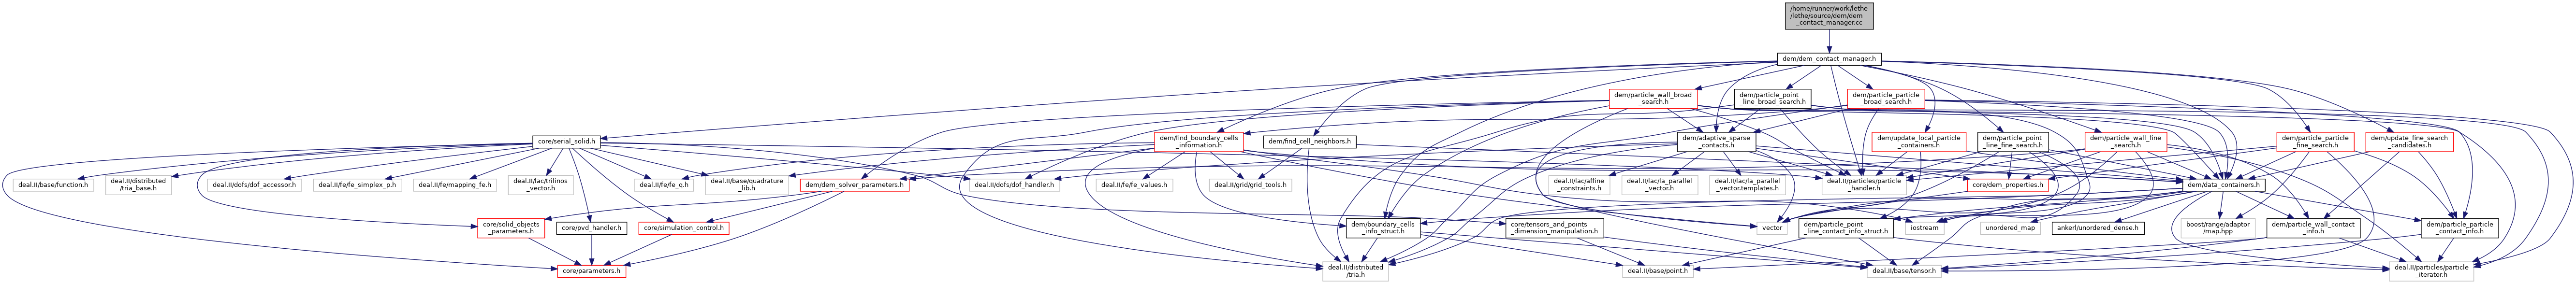 /home/runner/work/lethe
/lethe/source/dem/dem
_contact_manager.cc
dem/dem_contact_manager.h
dem/particle_wall_broad
_search.h
dem/particle_point
_line_broad_search.h
dem/particle_particle
_broad_search.h
core/serial_solid.h
dem/find_boundary_cells
_information.h
dem/find_cell_neighbors.h
dem/adaptive_sparse
_contacts.h
dem/update_local_particle
_containers.h
dem/particle_point
_line_fine_search.h
dem/particle_wall_fine
_search.h
dem/particle_particle
_fine_search.h
dem/update_fine_search
_candidates.h
deal.II/base/function.h
deal.II/distributed
/tria_base.h
deal.II/dofs/dof_accessor.h
deal.II/fe/fe_simplex_p.h
deal.II/fe/mapping_fe.h
deal.II/lac/trilinos
_vector.h
deal.II/fe/fe_q.h
deal.II/base/quadrature
_lib.h
dem/dem_solver_parameters.h
deal.II/dofs/dof_handler.h
deal.II/fe/fe_values.h
deal.II/grid/grid_tools.h
deal.II/lac/affine
_constraints.h
deal.II/lac/la_parallel
_vector.h
deal.II/lac/la_parallel
_vector.templates.h
deal.II/particles/particle
_handler.h
core/dem_properties.h
dem/data_containers.h
core/solid_objects
_parameters.h
core/pvd_handler.h
core/simulation_control.h
dem/boundary_cells
_info_struct.h
core/tensors_and_points
_dimension_manipulation.h
vector
dem/particle_point
_line_contact_info_struct.h
iostream
unordered_map
ankerl/unordered_dense.h
boost/range/adaptor
/map.hpp
dem/particle_wall_contact
_info.h
dem/particle_particle
_contact_info.h
core/parameters.h
deal.II/distributed
/tria.h
deal.II/base/point.h
deal.II/base/tensor.h
deal.II/particles/particle
_iterator.h